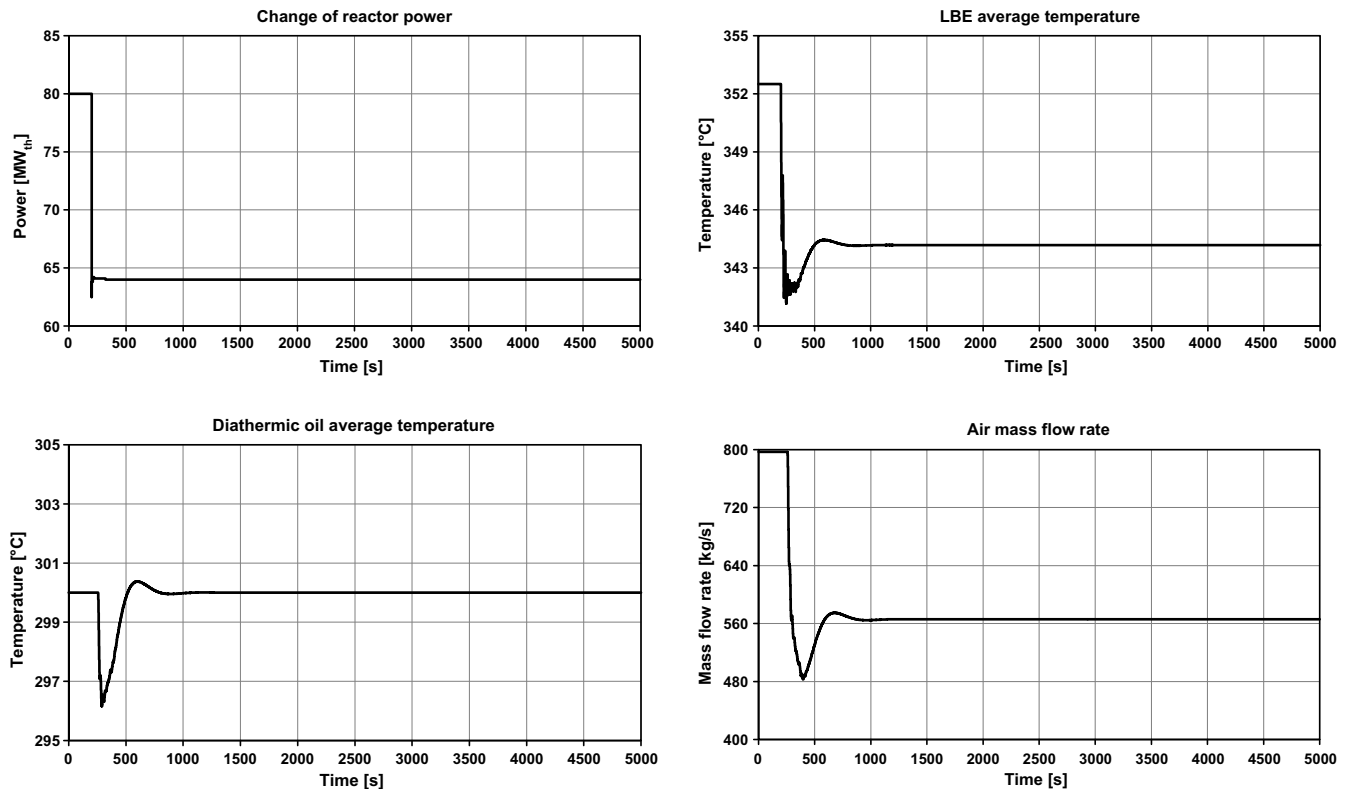 Change of reactor power
85
80
75
70
65
60
Power [MWth]
0 500 1000 1500 2000 2500 3000 3500 4000 4500 5000
Time [s]
LBE average temperature
355
352
349
346
343
340
Temperature [°C]
0 500 1000 1500 2000 2500 3000 3500 4000 4500 5000
Time [s]
Diathermic oil average temperature
305
303
301
299
297
295
Temperature [°C]
0 500 1000 1500 2000 2500 3000 3500 4000 4500 5000
Time [s]
Air mass flow rate
800
720
640
560
480
400
Mass flow rate [kg/s]
0 500 1000 1500 2000 2500 3000 3500 4000 4500 5000
Time [s]